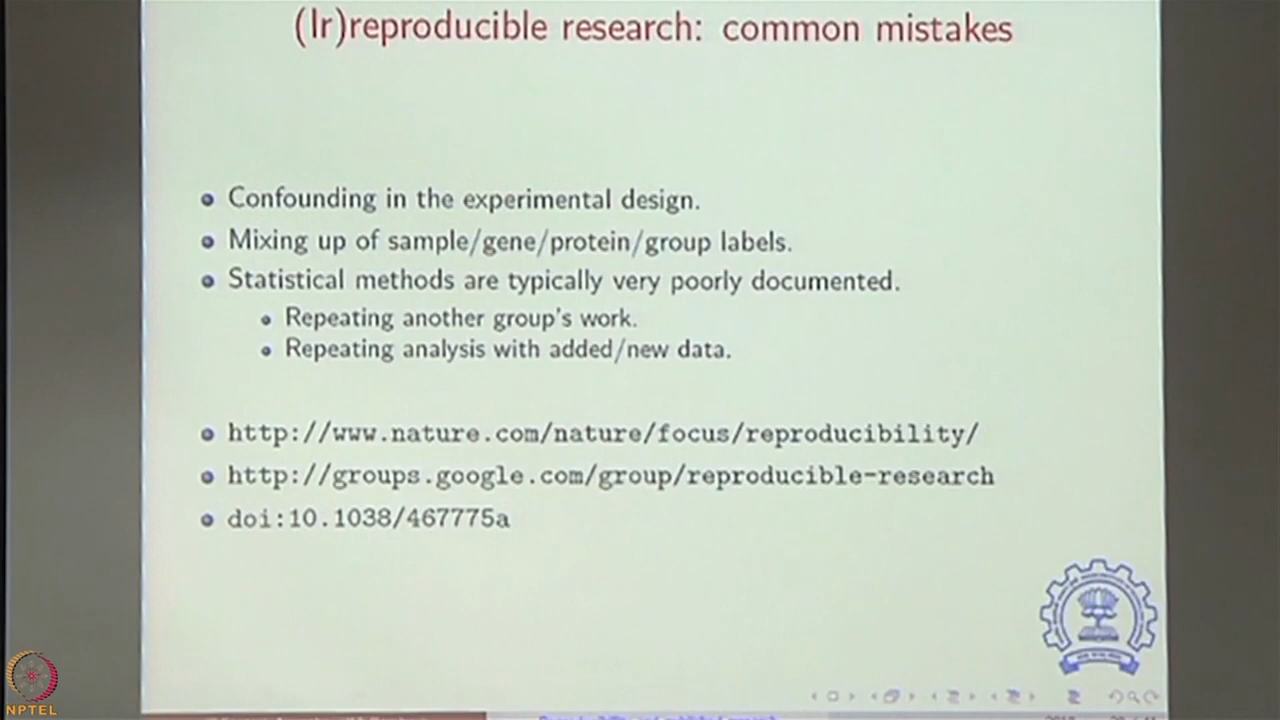 (Ir)reproducible research: common mistakes
Confounding in the experimental design.
Mixing up of sample/gene/protein/group labels.
Statistical methods are typically very poorly documented.
Repeating another group's work.
Repeating analysis with added/new data.
http://www.nature.com/nature/focus/reproducibility/
http://groups.google.com/group/reproducible-research
doi:10.1038/467775a
NPTEL